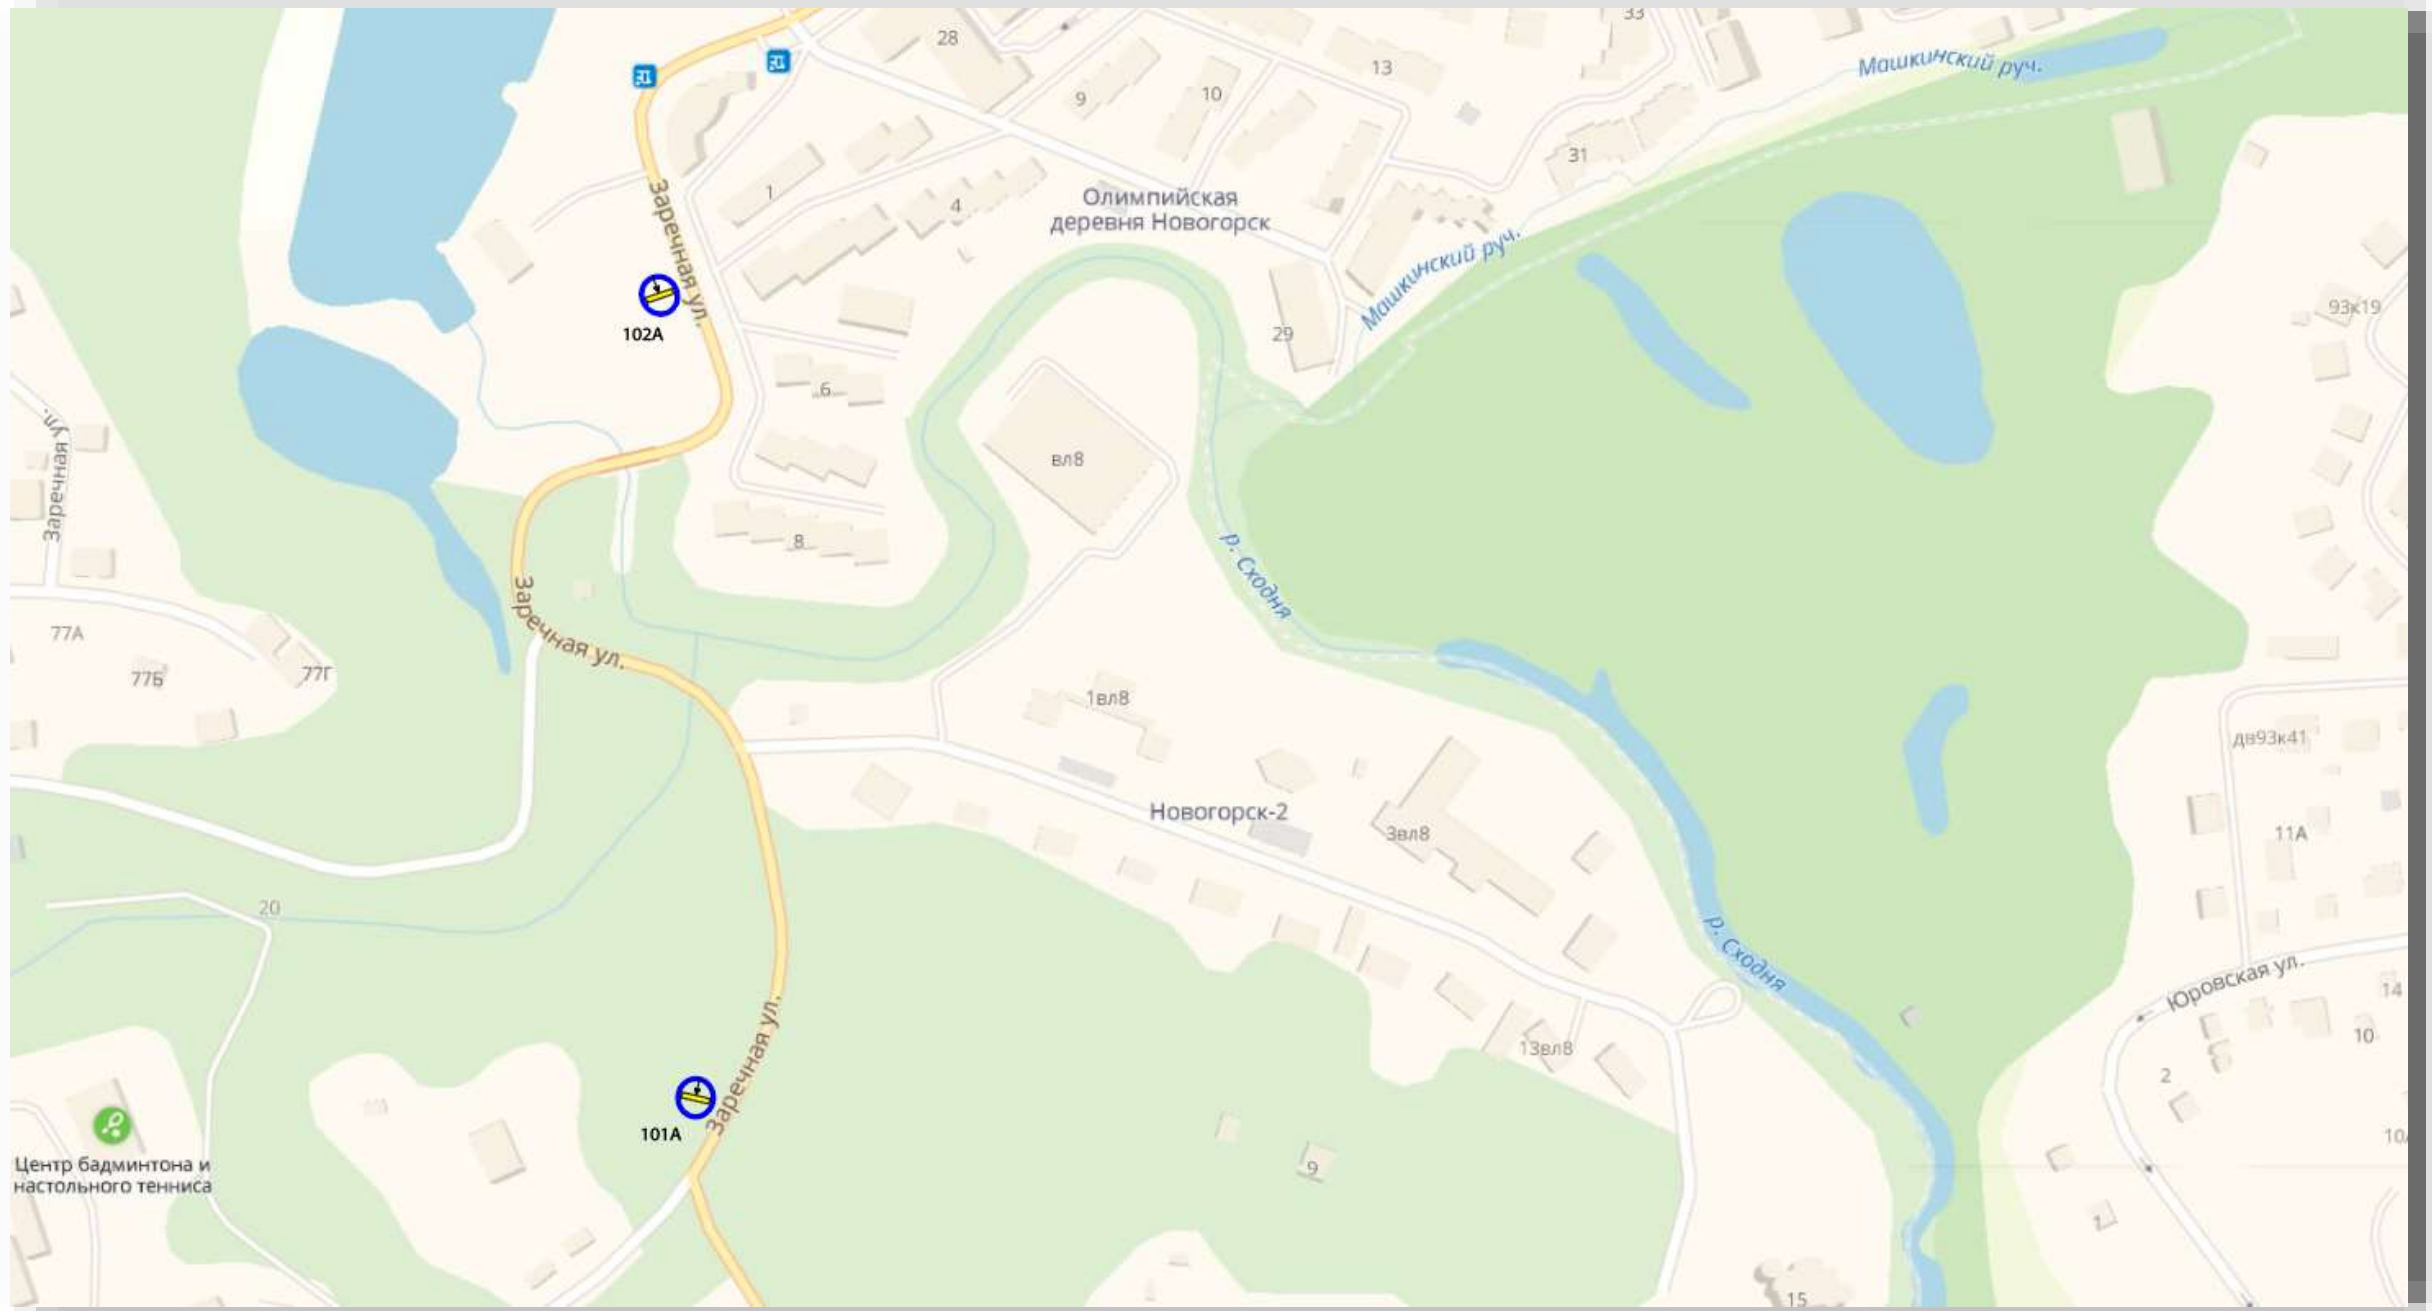 33
28
13
Машкинский руч.
9
10
31
1
4
Олимпийская
деревня Новогорск
Заречная ул.
Машкинский руч.
102А
29
93к19
6
Заречная ул.
вл8
8
р. Сходня
Заречная ул.
77А
77Б
77Г
1вл8
дв93к41
Новогорск-2
3вл8
11А
20
р. Сходня
Юровская ул.
14
10
13вл8
2
Заречная ул.
101А
10
Центр бадминтона и
настольного тенниса
9
1
15